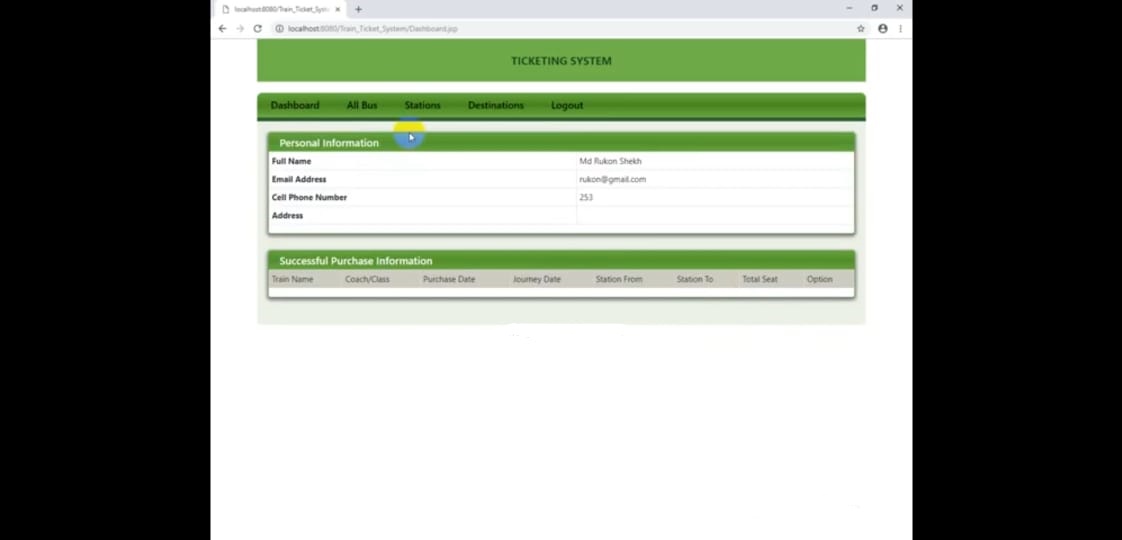 localhost:8080/Train_Ticket_Syst
localhost:8080/Train_Ticket_System/Dashboard.jsp
TICKETING SYSTEM
Dashboard All Bus Stations Destinations Logout
Personal Information
Full Name Md Rukon Shekh
Email Address rukon@gmail.com
Cell Phone Number 253
Address
Successful Purchase Information
Train Name Coach/Class Purchase Date Journey Date Station From Station To Total Seat Option